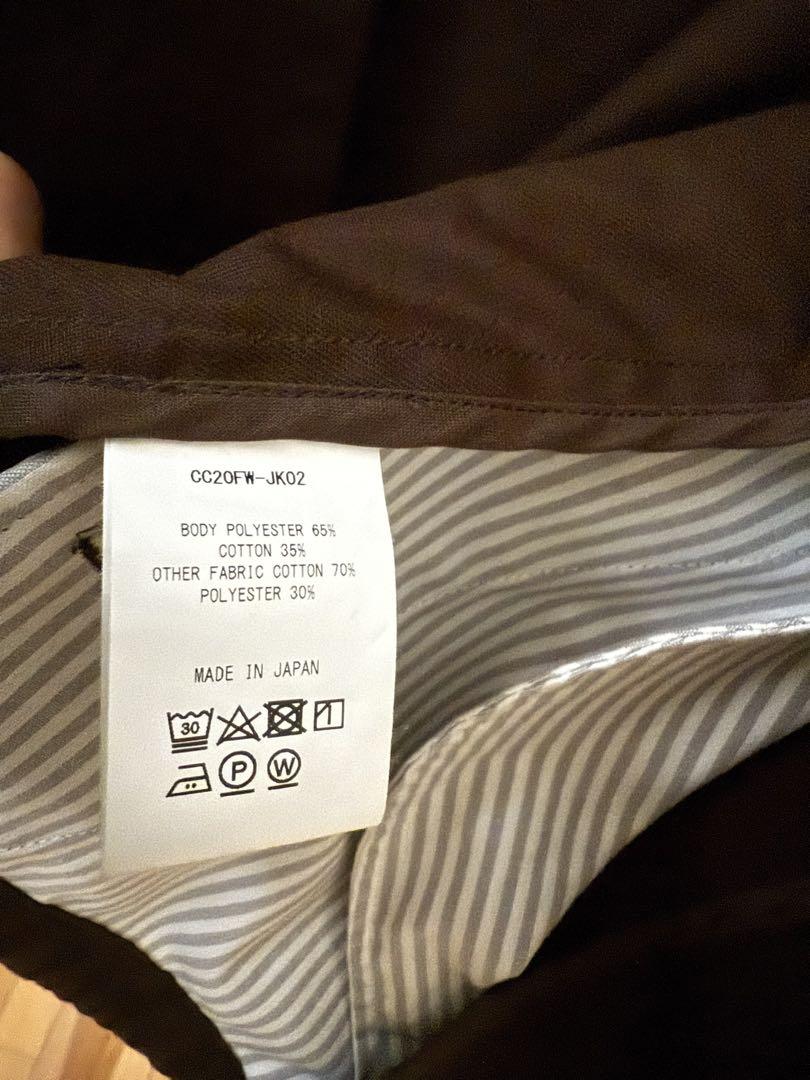 CC20FW-JK02
BODY POLYESTER 65%
COTTON 35%
OTHER FABRIC COTTON 70%
POLYESTER 30%
MADE IN JAPAN
30
P W